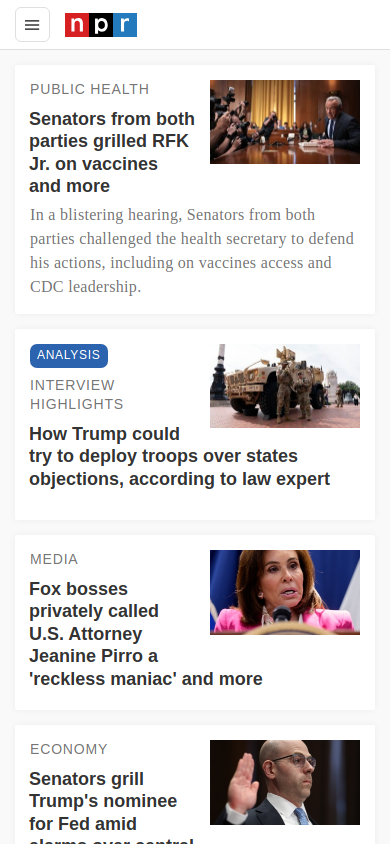 npr
PUBLIC HEALTH
Senators from both
parties grilled RFK
Jr. on vaccines
and more
In a blistering hearing, Senators from both
parties challenged the health secretary to defend
his actions, including on vaccines access and
CDC leadership.
ANALYSIS
INTERVIEW
HIGHLIGHTS
How Trump could
try to deploy troops over states
objections, according to law expert
MEDIA
Fox bosses
privately called
U.S. Attorney
Jeanine Pirro a
'reckless maniac' and more
ECONOMY
Senators grill
Trump's nominee
for Fed amid
alarms over central